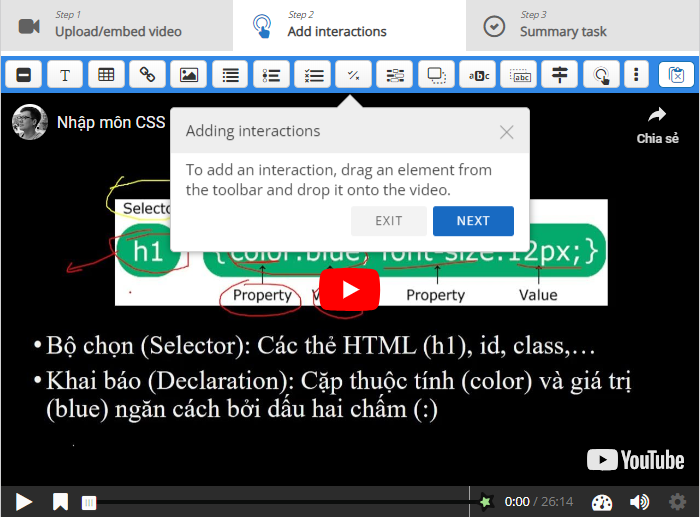 Step 1
Upload/embed video
Step 2
Add interactions
Step 3
Summary task
T
abc
abc
Nhập môn CSS
Chia sẻ
Adding interactions
To add an interaction, drag an element from
the toolbar and drop it onto the video.
EXIT
NEXT
h1
{color:blue; font-size:12px;}
Property
Property
Value
• Bộ chọn (Selector): Các thẻ HTML (h1), id, class,…
• Khai báo (Declaration): Cặp thuộc tính (color) và giá trị
(blue) ngăn cách bởi dấu hai chấm (:)
YouTube
0:00 / 26:14